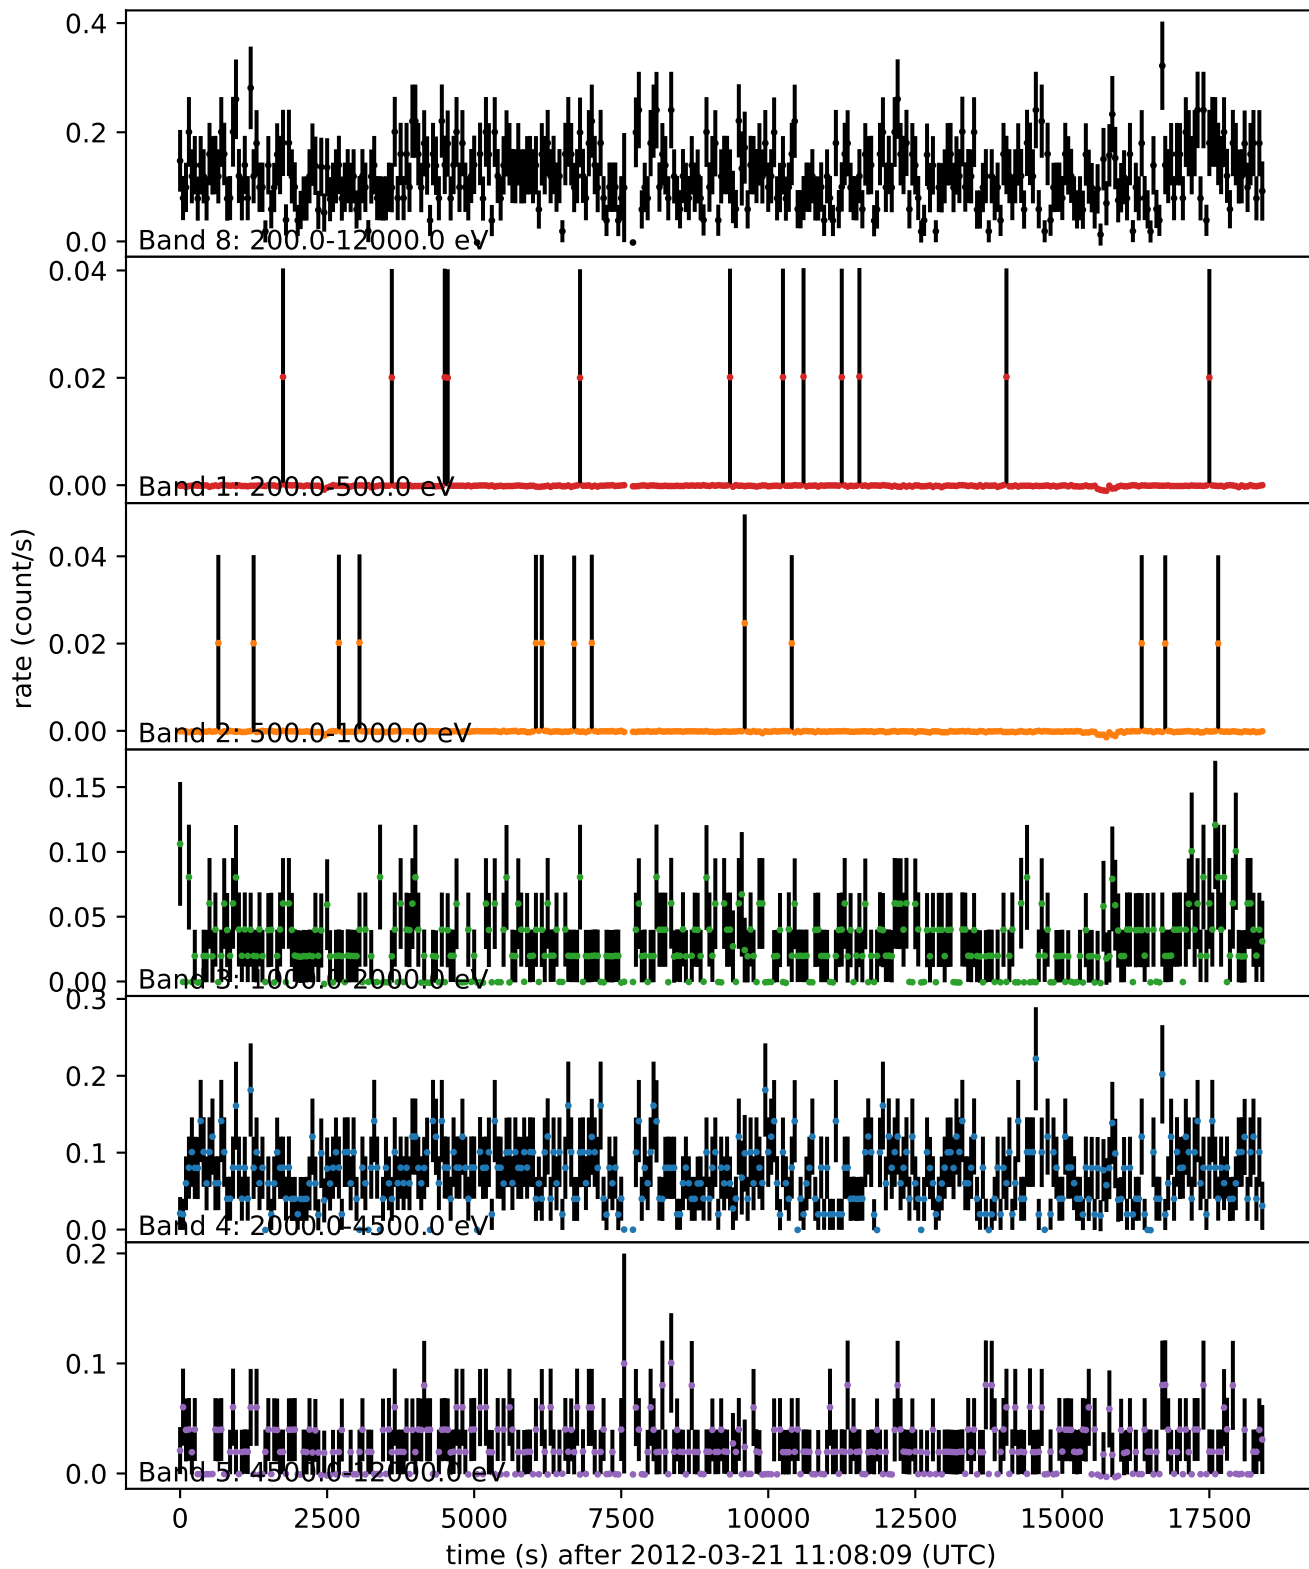 0.4
0.2
0.0
Band 8: 200.0-12000.0 eV
0.04
0.02
0.00
Band 1: 200.0-500.0 eV
0.04
0.02
0.00
Band 2: 500.0-1000.0 eV
rate (count/s)
0.15
0.10
0.05
0.00
Band 3: 1000.0-2000.0 eV
0.3
0.2
0.1
0.0
Band 4: 2000.0-4500.0 eV
0.2
0.1
0.0
Band 5: 4500.0-12000.0 eV
0 2500 5000 7500 10000 12500 15000 17500
time (s) after 2012-03-21 11:08:09 (UTC)